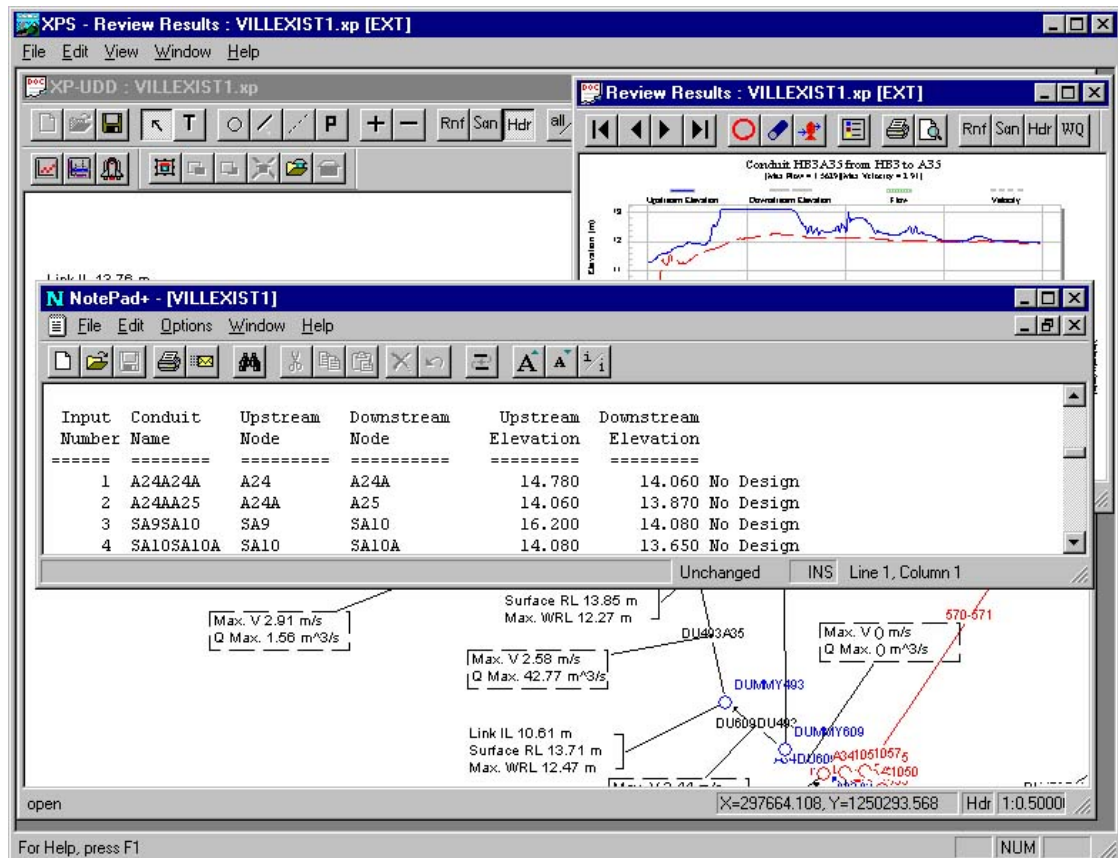 XPS - Review Results : VILLEXIST1.xp [EXT]
File Edit View Window Help
XP-UDD : VILLEXIST1.xp
T P Rnf San Hdr all
Review Results : VILLEXIST1.xp [EXT]
Rnf San Hdr WQ
Conduit HB3A35 from HB3 to A35
Upstream Elevation Downstream Elevation Flow Velocity
Elevation (m)
13
12
11
Link IL 13.76 m
NotePad+ - [VILLEXIST1]
File Edit Options Window Help
Input Conduit Upstream Downstream Upstream Downstream
Number Name Node Node Elevation Elevation
====== ======== ========= ========== ========= =========
1 A24A24A A24 A24A 14.780 14.060 No Design
2 A24AA25 A24A A25 14.060 13.870 No Design
3 SA9SA10 SA9 SA10 16.200 14.080 No Design
4 SA10SA10A SA10 SA10A 14.080 13.650 No Design
Unchanged INS Line 1, Column 1
Surface RL 13.85 m
Max. WRL 12.27 m
Max. V 2.91 m/s
Q Max. 1.56 m^3/s
DU493A35
Max. V 2.58 m/s
Q Max. 42.77 m^3/s
570-571
Max. V 0 m/s
Q Max. 0 m^3/s
DUMMY493
DU609DU493
DUMMY609
Link IL 10.61 m
Surface RL 13.71 m
Max. WRL 12.47 m
open X=297664.108, Y=1250293.568 Hdr 1:0.5000
For Help, press F1 NUM